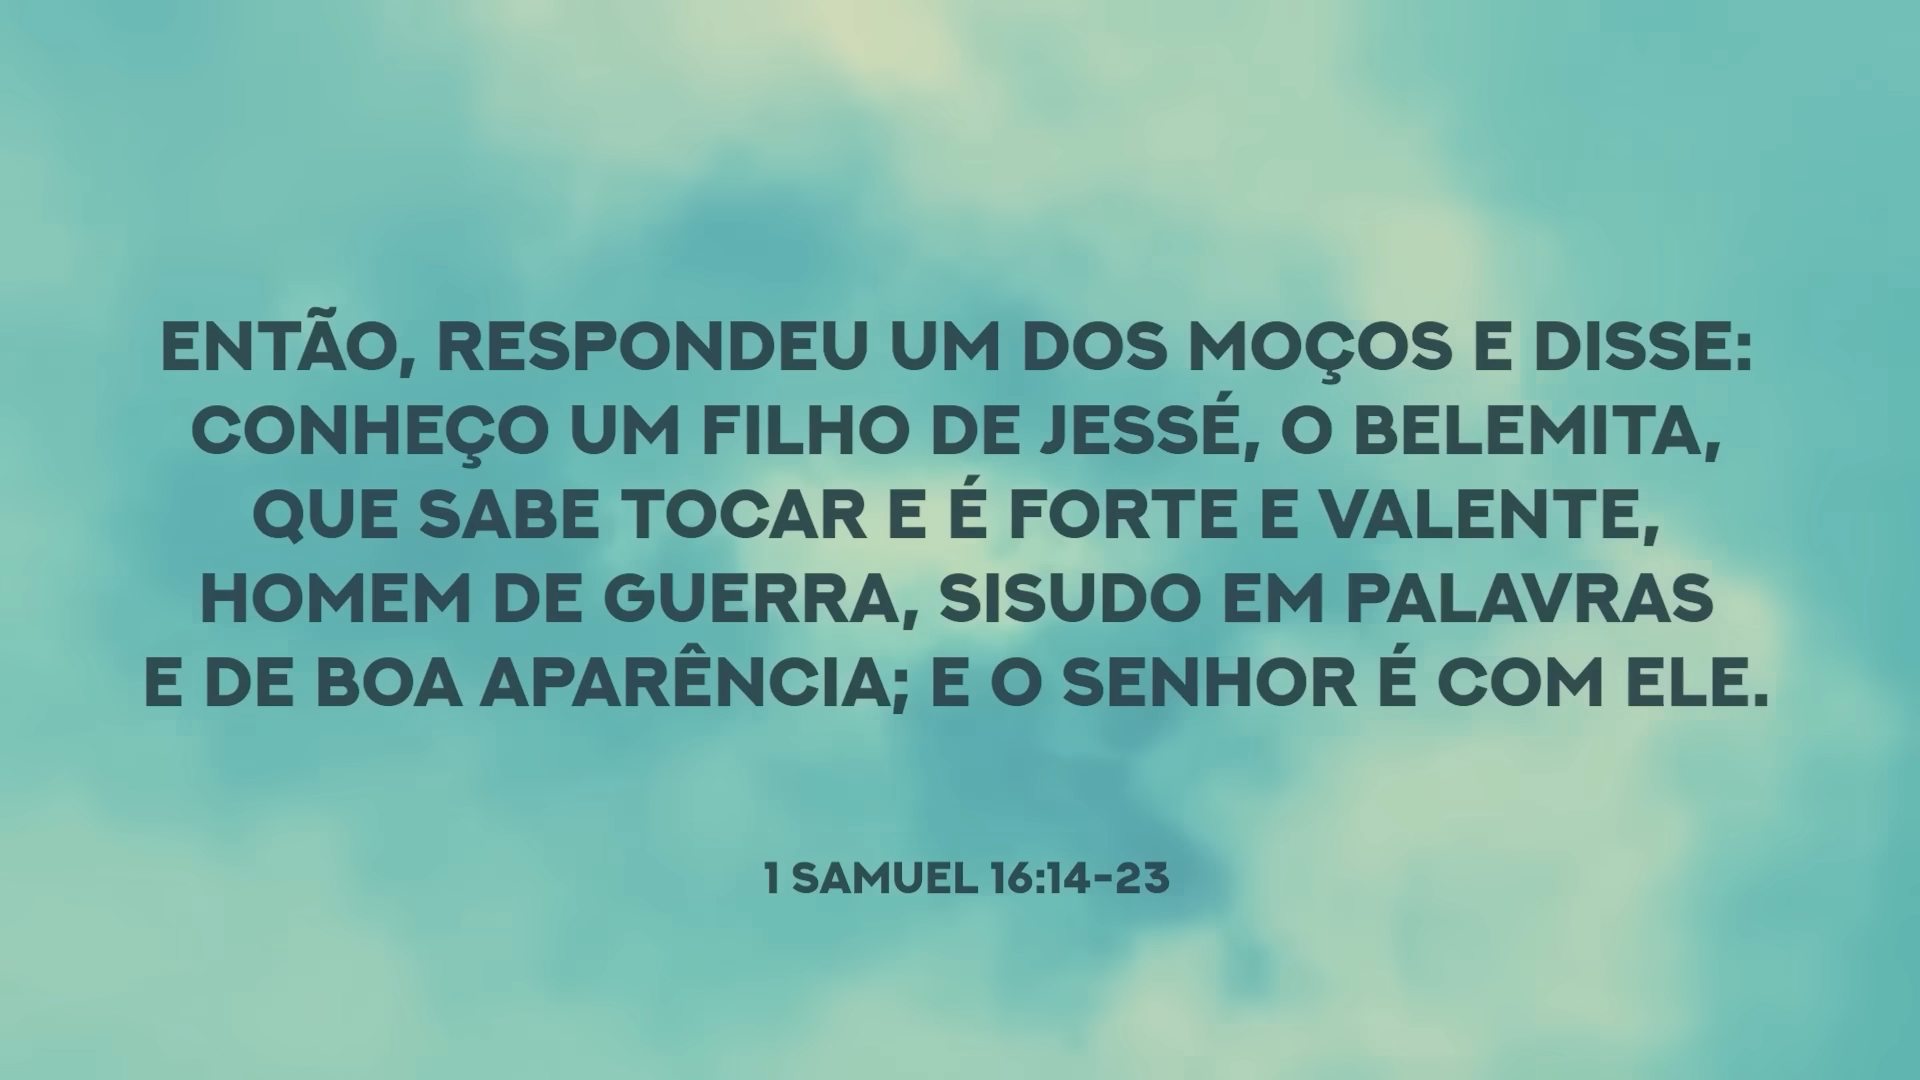 ENTÃO, RESPONDEU UM DOS MOÇOS E DISSE:
CONHEÇO UM FILHO DE JESSÉ, O BELEMITA,
QUE SABE TOCAR E É FORTE E VALENTE,
HOMEM DE GUERRA, SISUDO EM PALAVRAS
E DE BOA APARÊNCIA; E O SENHOR É COM ELE.
1 SAMUEL 16:14-23